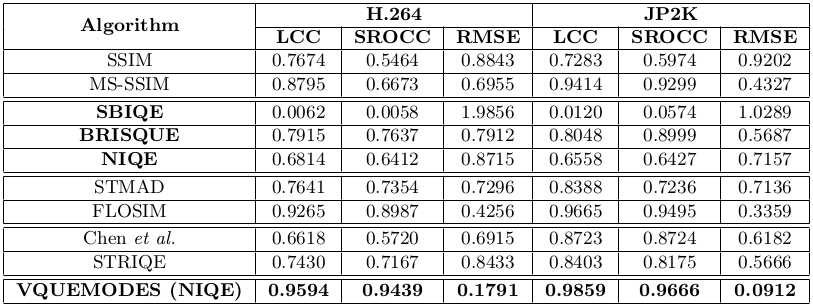 Algorithm H.264 JP2K
LCC SROCC RMSE LCC SROCC RMSE
SSIM 0.7674 0.5464 0.8843 0.7283 0.5974 0.9202
MS-SSIM 0.8795 0.6673 0.6955 0.9414 0.9299 0.4327
SBIQE 0.0062 0.0058 1.9856 0.0120 0.0574 1.0289
BRISQUE 0.7915 0.7637 0.7912 0.8048 0.8999 0.5687
NIQE 0.6814 0.6412 0.8715 0.6558 0.6427 0.7157
STMAD 0.7641 0.7354 0.7296 0.8388 0.7236 0.7136
FLOSIM 0.9265 0.8987 0.4256 0.9665 0.9495 0.3359
Chen et al. 0.6618 0.5720 0.6915 0.8723 0.8724 0.6182
STRIQE 0.7430 0.7167 0.8433 0.8403 0.8175 0.5666
VQUEMODES (NIQE) 0.9594 0.9439 0.1791 0.9859 0.9666 0.0912